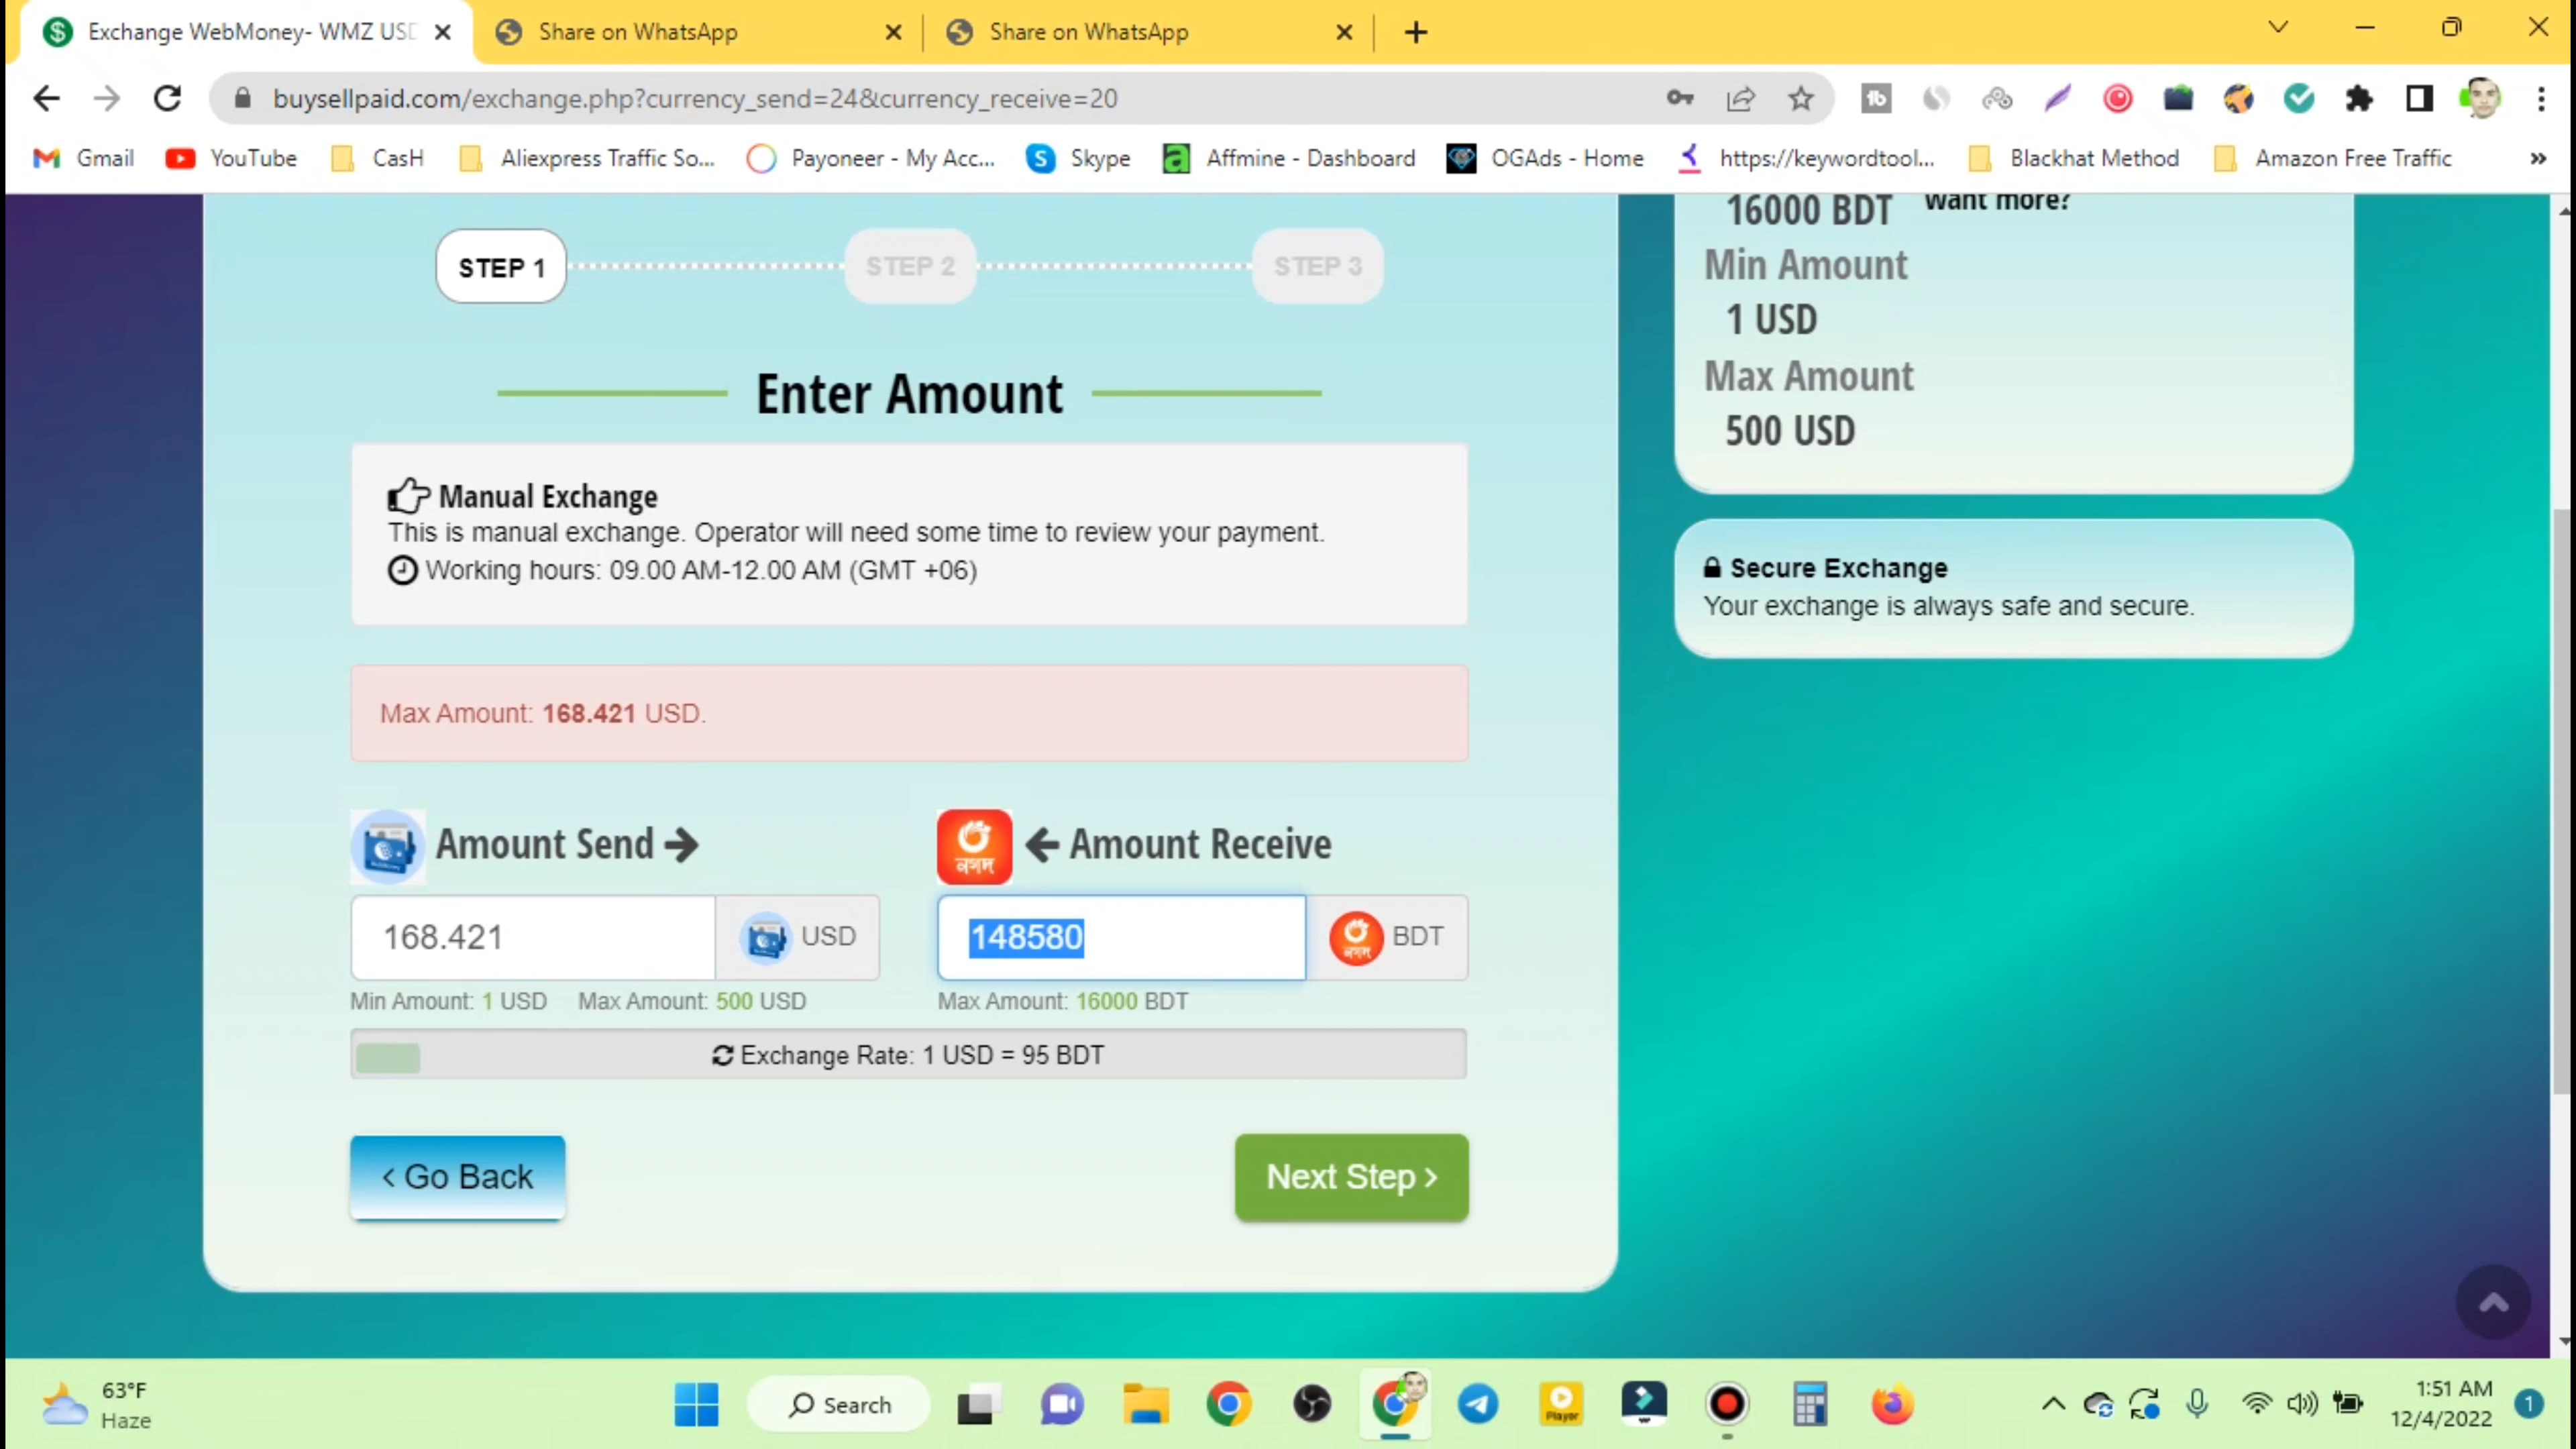 Exchange WebMoney- WMZ USD
Share on WhatsApp
Share on WhatsApp
buysellpaid.com/exchange.php?currency_send=24&currency_receive=20
Gmail
YouTube
CasH
Aliexpress Traffic So...
Payoneer - My Acc...
Skype
Affmine - Dashboard
OGAds - Home
https://keywordtool...
Blackhat Method
Amazon Free Traffic
»
STEP 1
STEP 2
STEP 3
Enter Amount
Manual Exchange
This is manual exchange. Operator will need some time to review your payment.
Working hours: 09.00 AM-12.00 AM (GMT +06)
Max Amount: 168.421 USD.
Amount Send
নগদ
Amount Receive
168.421
USD
148580
নগদ
BDT
Min Amount: 1 USD
Max Amount: 500 USD
Max Amount: 16000 BDT
Exchange Rate: 1 USD = 95 BDT
< Go Back
Next Step >
16000 BDT
want more?
Min Amount
1 USD
Max Amount
500 USD
Secure Exchange
Your exchange is always safe and secure.
63°F
Haze
Search
Player
1:51 AM
12/4/2022
1